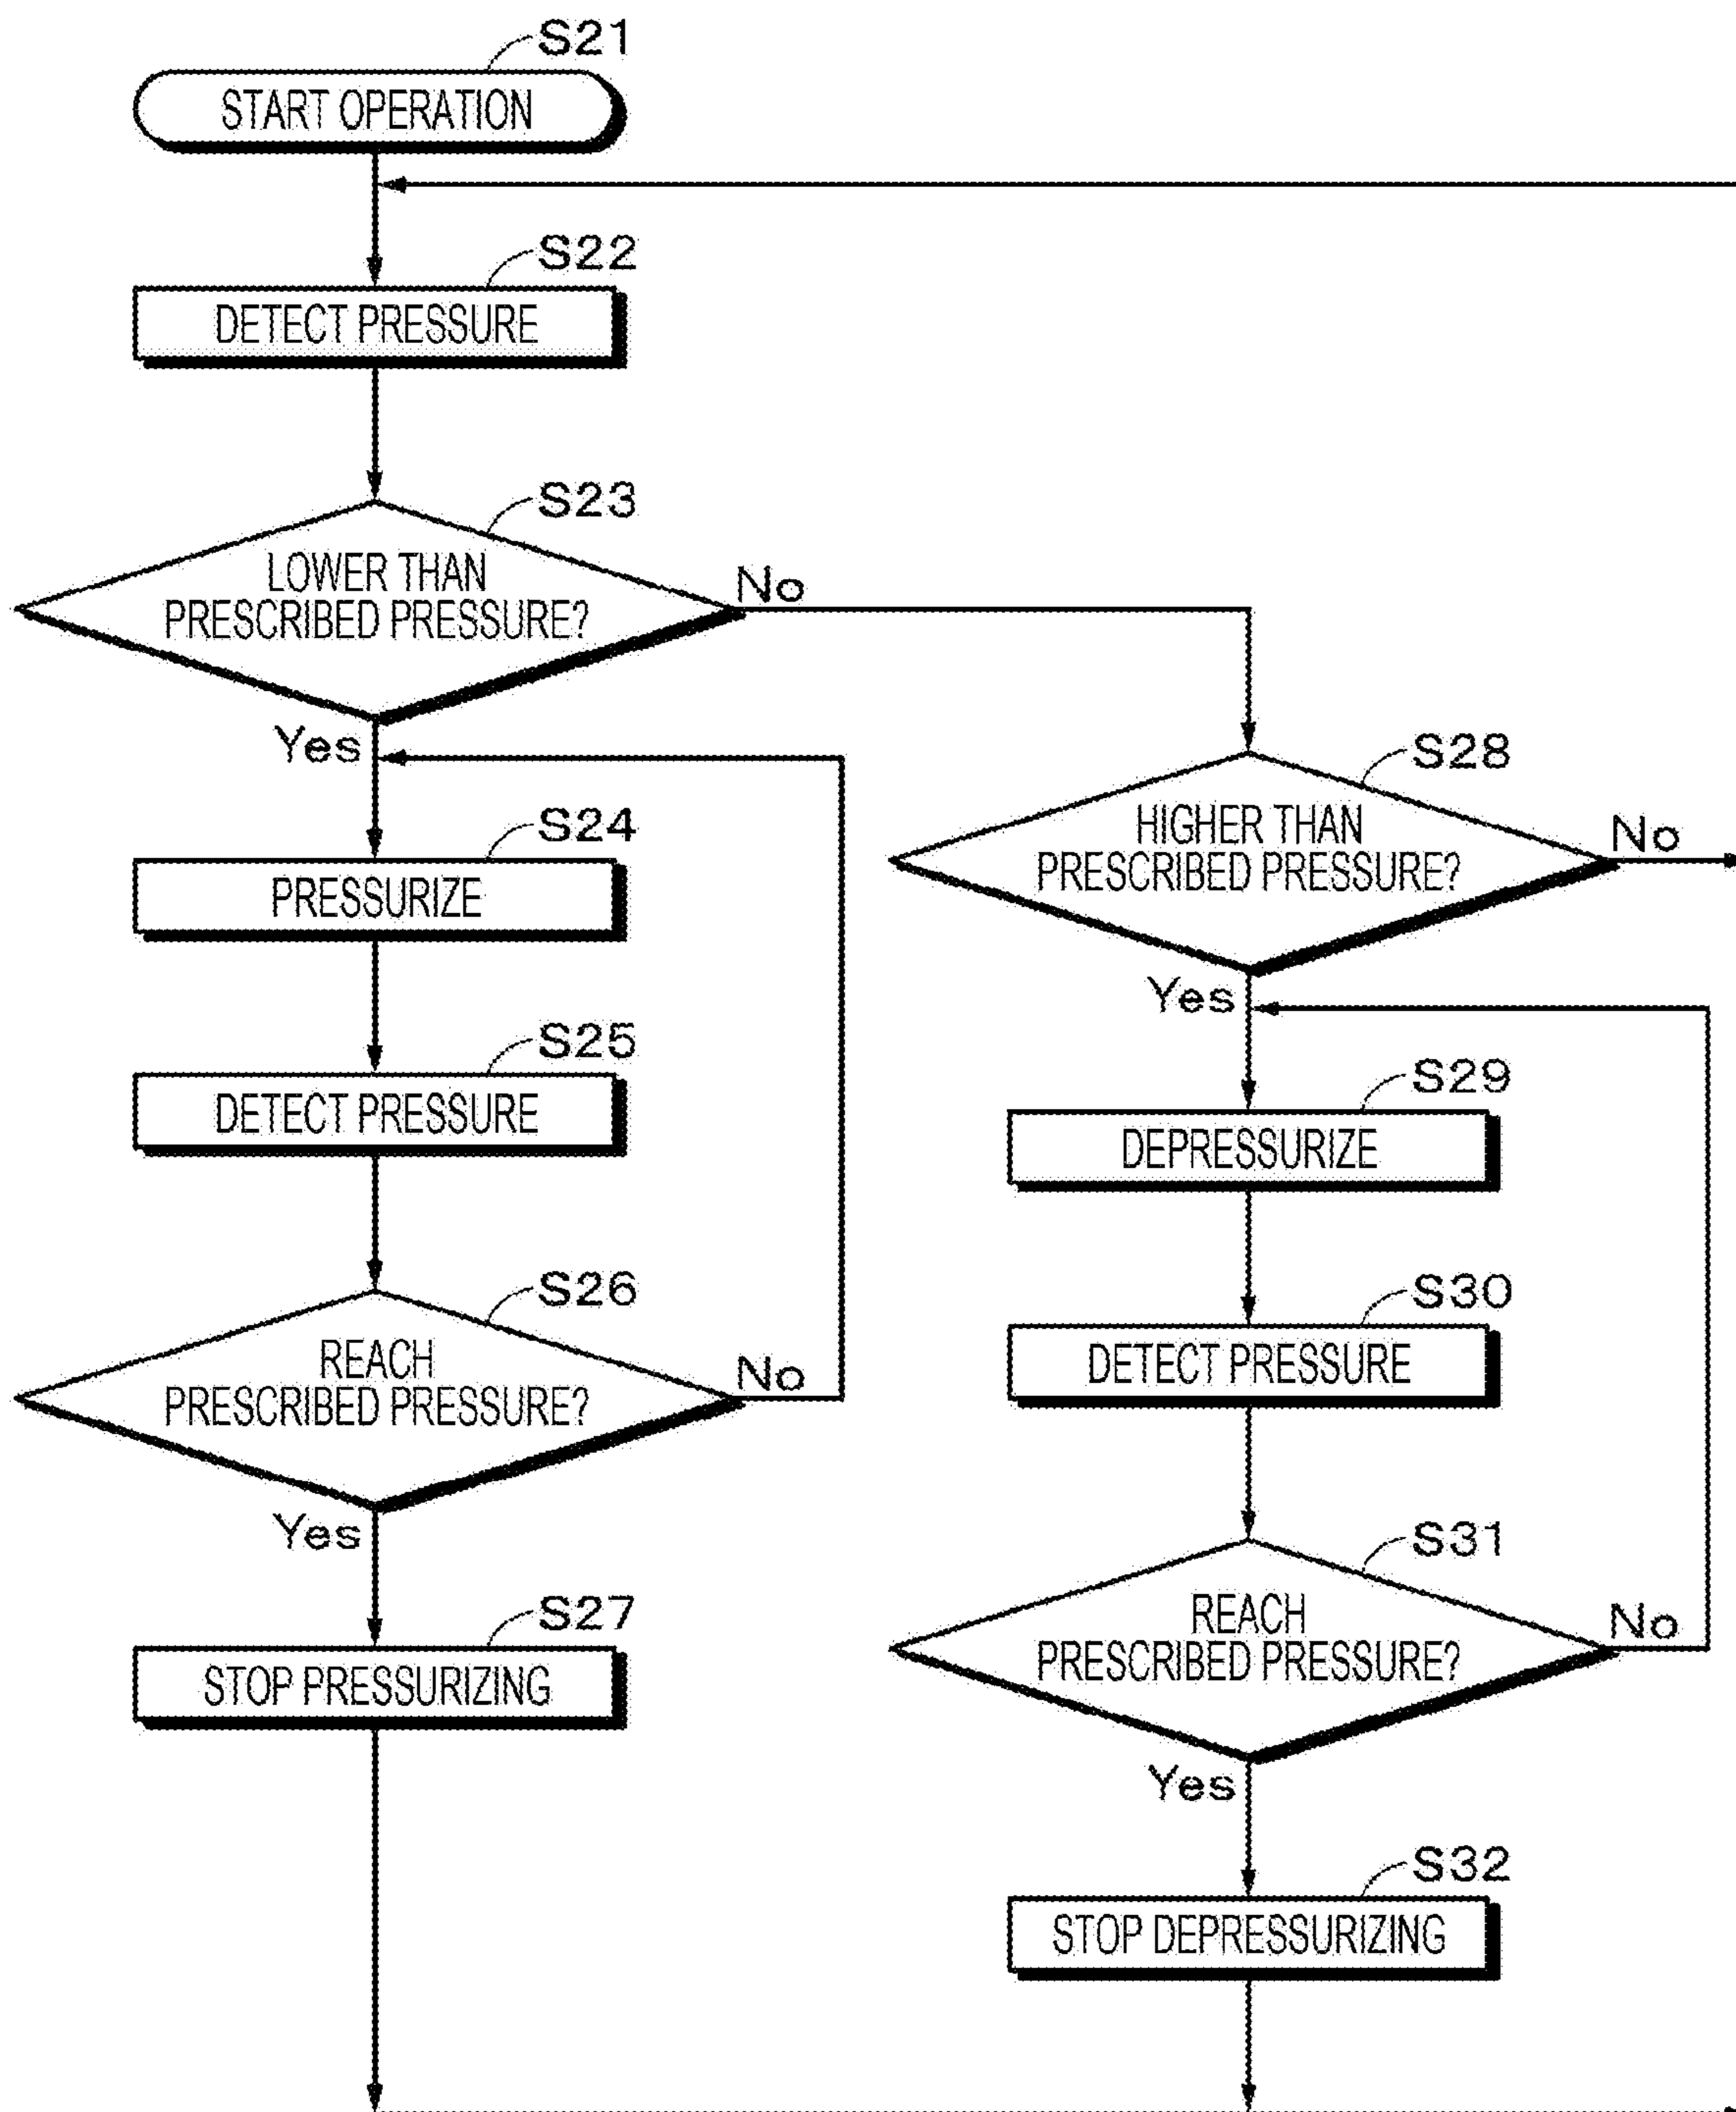 S21
START OPERATION
S22
DETECT PRESSURE
S23
LOWER THAN
PRESCRIBED PRESSURE?
No
Yes
S24
PRESSURIZE
S25
DETECT PRESSURE
S26
REACH
PRESCRIBED PRESSURE?
No
Yes
S27
STOP PRESSURIZING
S28
HIGHER THAN
PRESCRIBED PRESSURE?
No
Yes
S29
DEPRESSURIZE
S30
DETECT PRESSURE
S31
REACH
PRESCRIBED PRESSURE?
No
Yes
S32
STOP DEPRESSURIZING